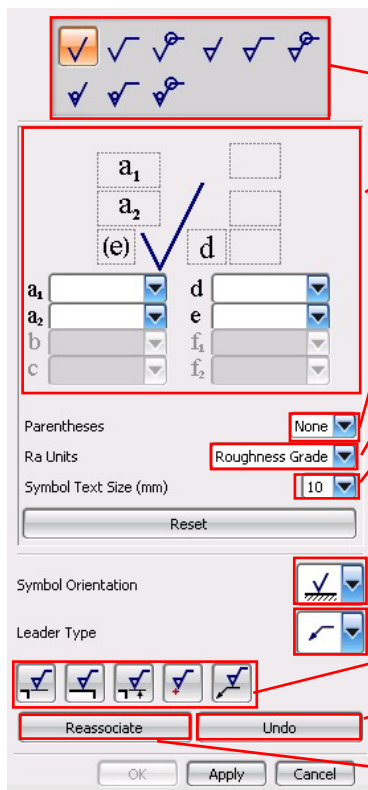 a₁
a₂
(e) d
a₁ d
a₂ e
b f₁
c f₂
Parentheses None
Ra Units Roughness Grade
Symbol Text Size (mm) 10
Reset
Symbol Orientation
Leader Type
Reassociate Undo
OK Apply Cancel